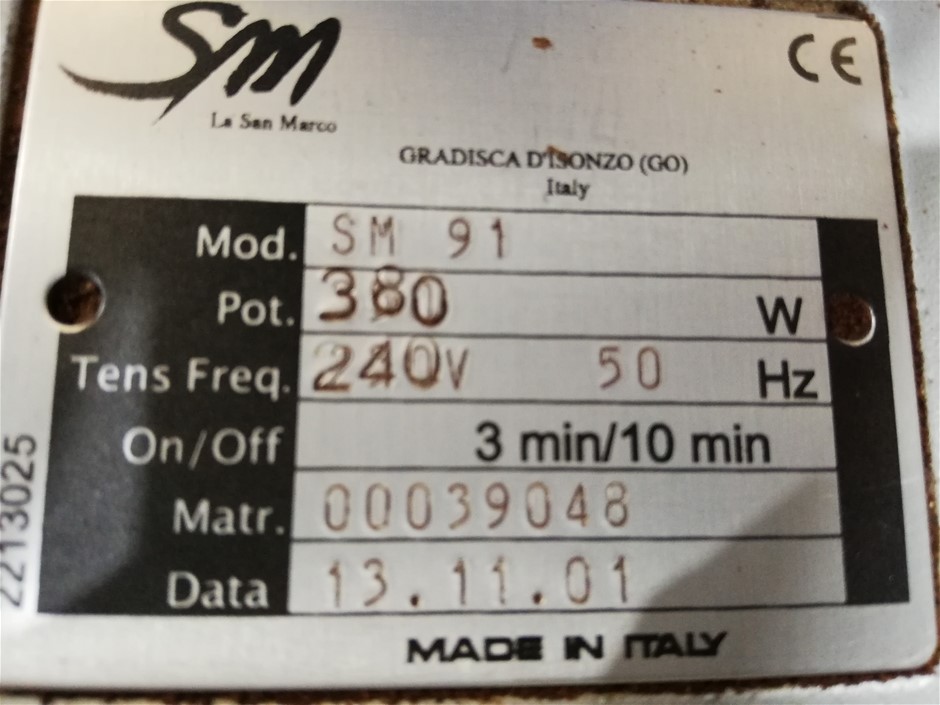 SM
CE
La San Marco
GRADISCA D'ISONZO (GO)
Italy
Mod. SM 91
Pot. 380 W
Tens Freq. 240V 50 Hz
On/Off 3 min/10 min
Matr. 00039048
Data 13.11.01
MADE IN ITALY
2213025